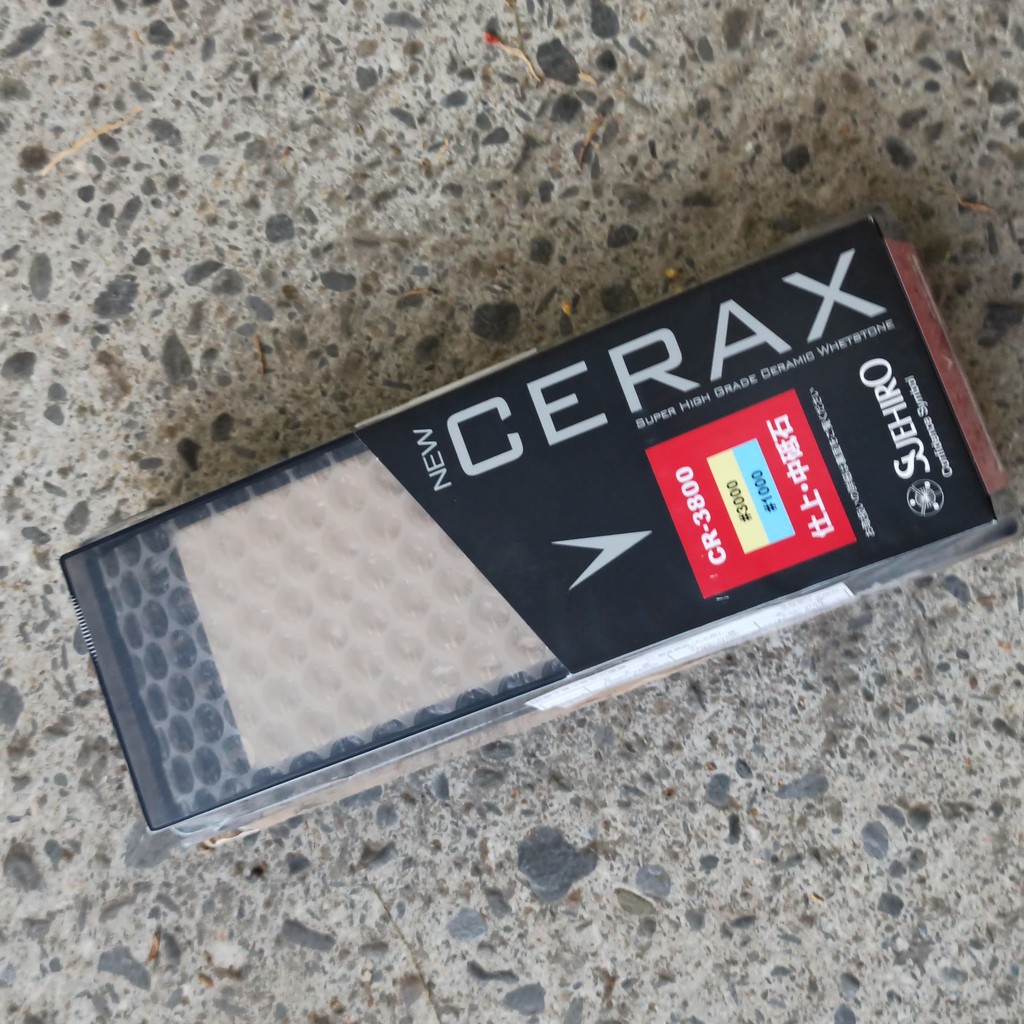 NEW
CERAX
SUPER HIGH GRADE CERAMIC WHETSTONE
CR-3800
#3000
#1000
仕上・中砥石
SUEHIRO
Confidence Symbol